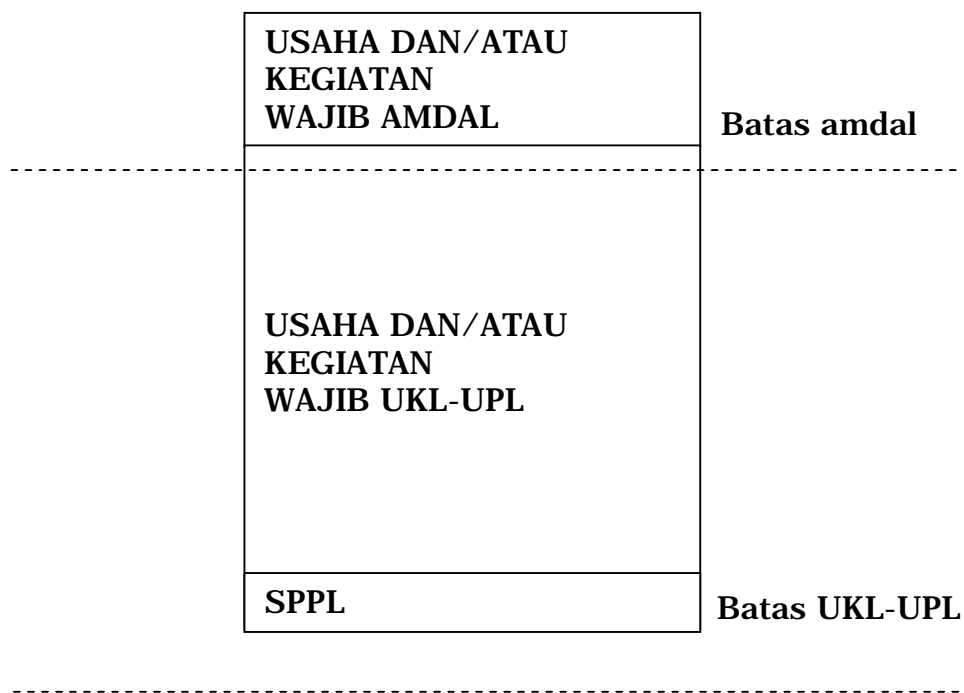 USAHA DAN/ATAU
KEGIATAN
WAJIB AMDAL
Batas amdal
USAHA DAN/ATAU
KEGIATAN
WAJIB UKL-UPL
SPPL
Batas UKL-UPL